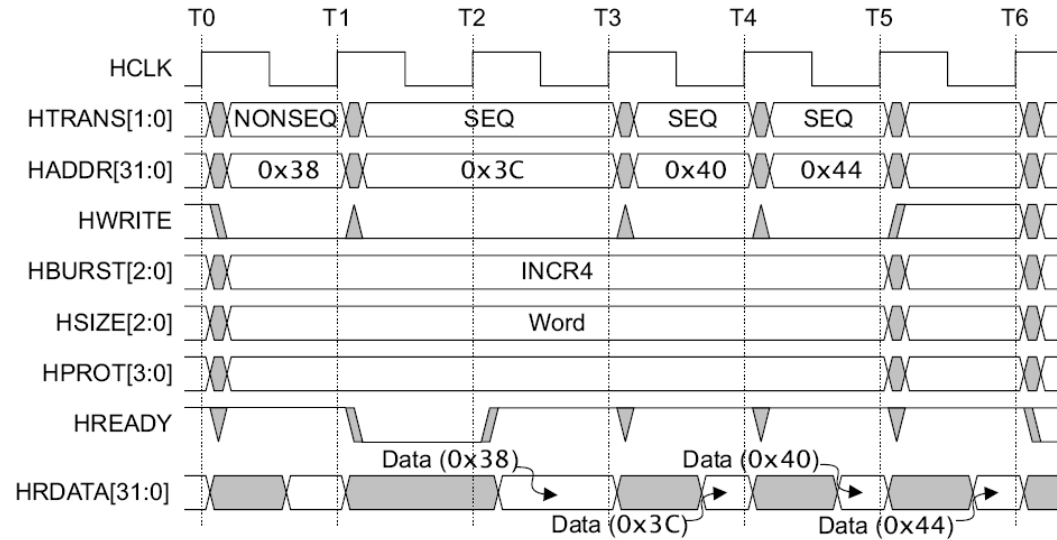 T0 T1 T2 T3 T4 T5 T6
HCLK
HTRANS[1:0] NONSEQ SEQ SEQ SEQ
HADDR[31:0] 0x38 0x3C 0x40 0x44
HWRITE
HBURST[2:0] INCR4
HSIZE[2:0] Word
HPROT[3:0]
HREADY
Data (0x38) Data (0x40)
HRDATA[31:0]
Data (0x3C) Data (0x44)